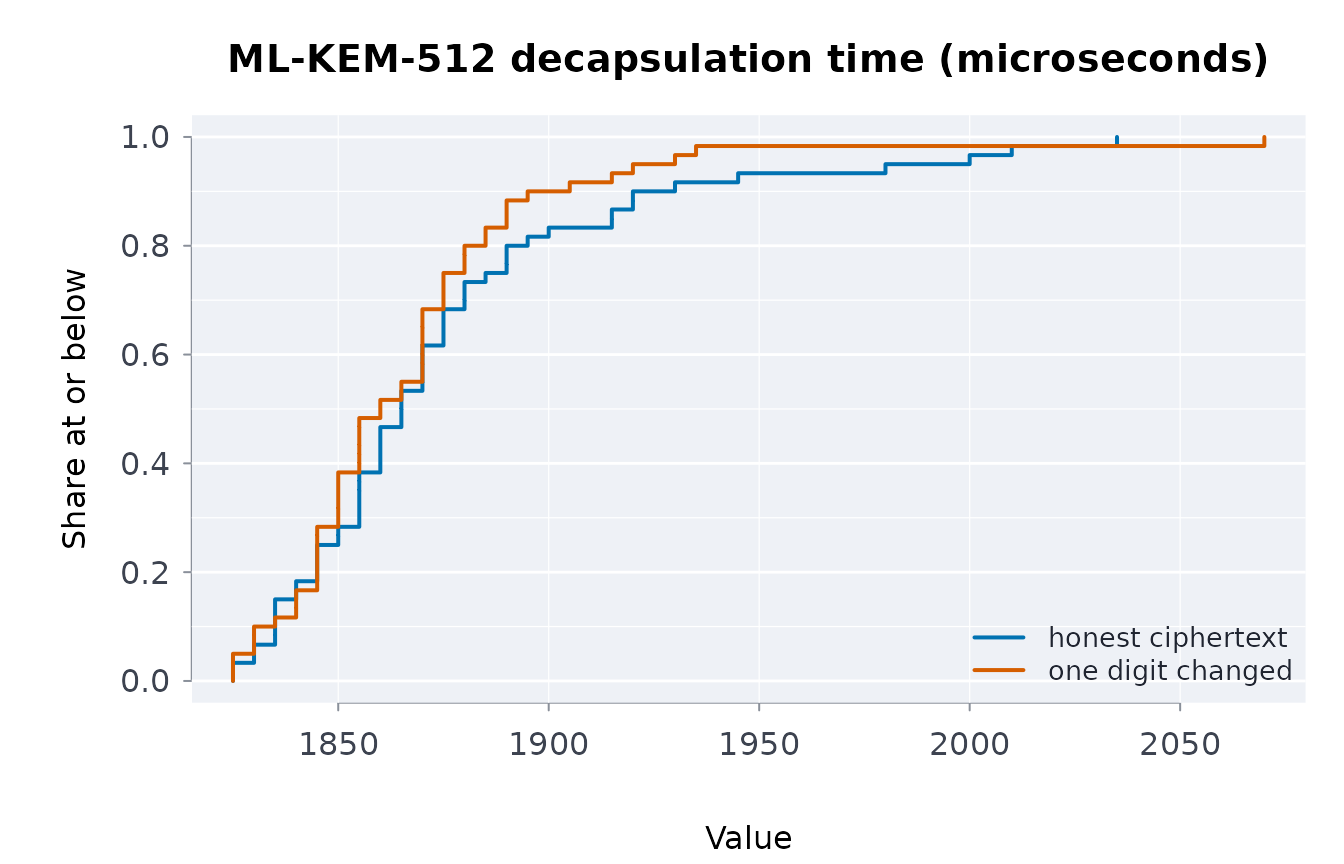 ML-KEM-512 decapsulation time (microseconds)
1.0
0.8
0.6
0.4
0.2
0.0
Share at or below
honest ciphertext
one digit changed
1850 1900 1950 2000 2050
Value